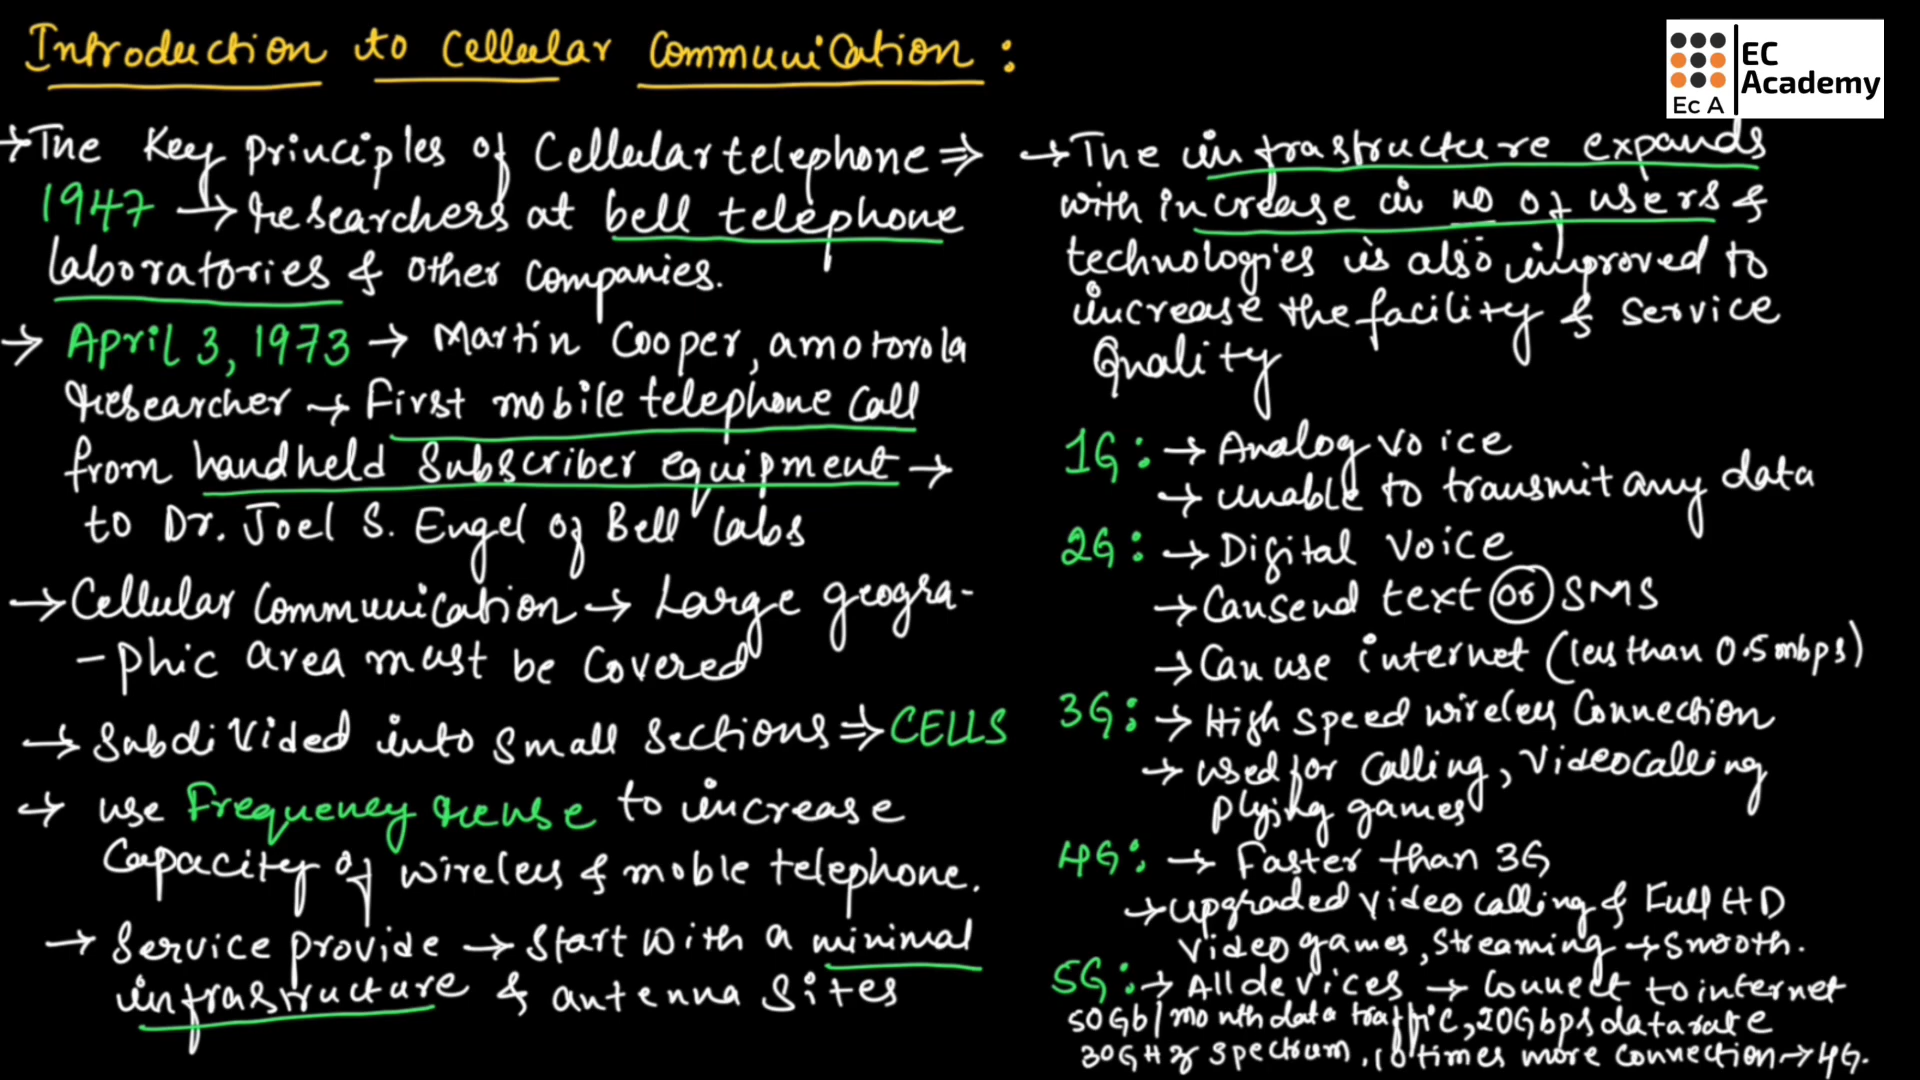 Introduction to Cellular Communication :
EC
Academy
Ec A
→ The Key principles of Cellular telephone ⇒
1947 → researchers at bell telephone
laboratories & other companies.
→ April 3, 1973 → Martin Cooper, a motorola
researcher → First mobile telephone call
from handheld subscriber equipment →
to Dr. Joel S. Engel of Bell labs
→ Cellular Communication → Large geogra-
- phic area must be covered
→ Subdivided into small sections ⇒ CELLS
→ use Frequency reuse to increase
Capacity of wireless & moble telephone.
→ Service provide → Start with a minimal
infrastructure & antenna sites
→ The infrastructure expands
with increase in no of users &
technologies is also improved to
increase the facility & service
Quality
1G : → Analog voice
→ unable to transmit any data
2G : → Digital voice
→ Can send text or SMS
→ Can use internet (less than 0.5 mbps)
3G : → High speed wireless Connection
→ used for calling, video calling
plying games
4G : → Faster than 3G
→ upgraded video calling & Full HD
video games, streaming → smooth.
5G : → All devices → connect to internet
50Gb/month data traffic, 20Gbps datarate
30GHz spectrum, 10 times more connection → 4G.